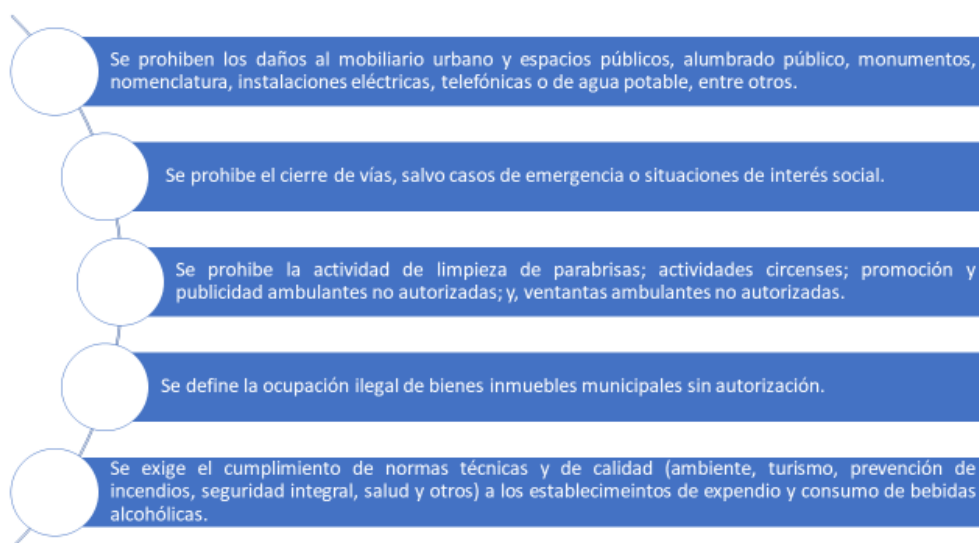 Se prohiben los daños al mobiliario urbano y espacios públicos, alumbrado público, monumentos,
nomenclatura, instalaciones eléctricas, telefónicas o de agua potable, entre otros.
Se prohibe el cierre de vías, salvo casos de emergencia o situaciones de interés social.
Se prohibe la actividad de limpieza de parabrisas; actividades circenses; promoción y
publicidad ambulantes no autorizadas; y, ventantas ambulantes no autorizadas.
Se define la ocupación ilegal de bienes inmuebles municipales sin autorización.
Se exige el cumplimiento de normas técnicas y de calidad (ambiente, turismo, prevención de
incendios, seguridad integral, salud y otros) a los establecimeintos de expendio y consumo de bebidas
alcohólicas.